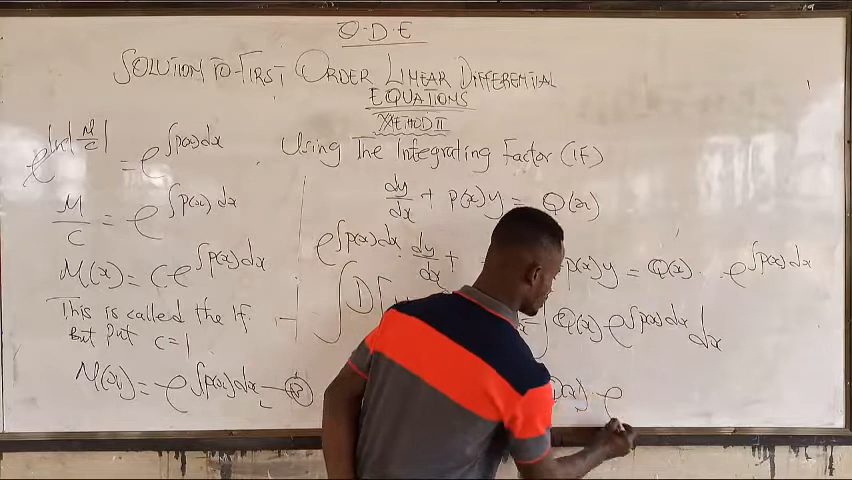 O.D.E
SOLUTION TO FIRST ORDER LINEAR DIFFERENTIAL
EQUATIONS
METHOD II
Using The Integrating Factor (IF)
e^{ln|M/c|} = e^{∫p(x)dx}
M/c = e^{∫p(x)dx}
M(x) = c e^{∫p(x)dx}
This is called the If
but put c=1
M(x) = e^{∫p(x)dx}
dy/dx + p(x)y = Q(x)
e^{∫p(x)dx} . dy/dx + p(x)y = Q(x) . e^{∫p(x)dx}
∫ D[ = ∫ Q(x) e^{∫p(x)dx} dx
Q(x) . e